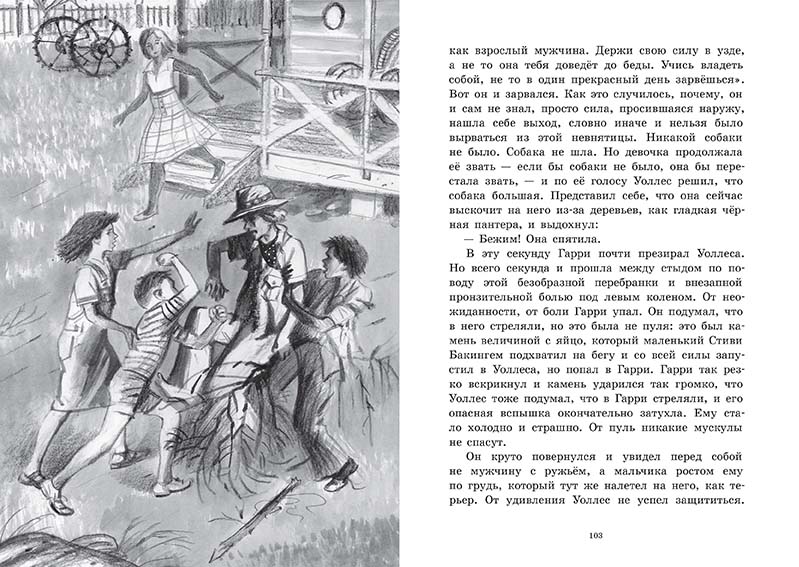 как взрослый мужчина. Держи свою силу в узде,
а не то она тебя доведёт до беды. Учись владеть
собой, не то в один прекрасный день зарвёшься».
Вот он и зарвался. Как это случилось, почему, он
и сам не знал, просто сила, просившаяся наружу,
нашла себе выход, словно иначе и нельзя было
вырваться из этой невнятицы. Никакой собаки
не было. Собака не шла. Но девочка продолжала
её звать — если бы собаки не было, она бы пере-
стала звать, — и по её голосу Уоллес решил, что
собака большая. Представил себе, что она сейчас
выскочит на него из-за деревьев, как гладкая чёр-
ная пантера, и выдохнул:
— Бежим! Она спятила.
В эту секунду Гарри почти презирал Уоллеса.
Но всего секунда и прошла между стыдом по по-
воду этой безобразной перебранки и внезапной
пронзительной болью под левым коленом. От нео-
жиданности, от боли Гарри упал. Он подумал, что
в него стреляли, но это была не пуля: это был ка-
мень величиной с яйцо, который маленький Стиви
Бакингем подхватил на бегу и со всей силы запу-
стил в Уоллеса, но попал в Гарри. Гарри так рез-
ко вскрикнул и камень ударился так громко, что
Уоллес тоже подумал, что в Гарри стреляли, и его
опасная вспышка окончательно затухла. Ему ста-
ло холодно и страшно. От пуль никакие мускулы
не спасут.
Он круто повернулся и увидел перед собой
не мужчину с ружьём, а мальчика ростом ему
по грудь, который тут же налетел на него, как те-
рьер. От удивления Уоллес не успел защититься.
103